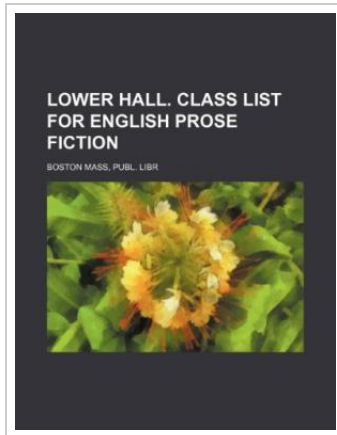 LOWER HALL. CLASS LIST
FOR ENGLISH PROSE
FICTION
BOSTON MASS, PUBL. LIBR